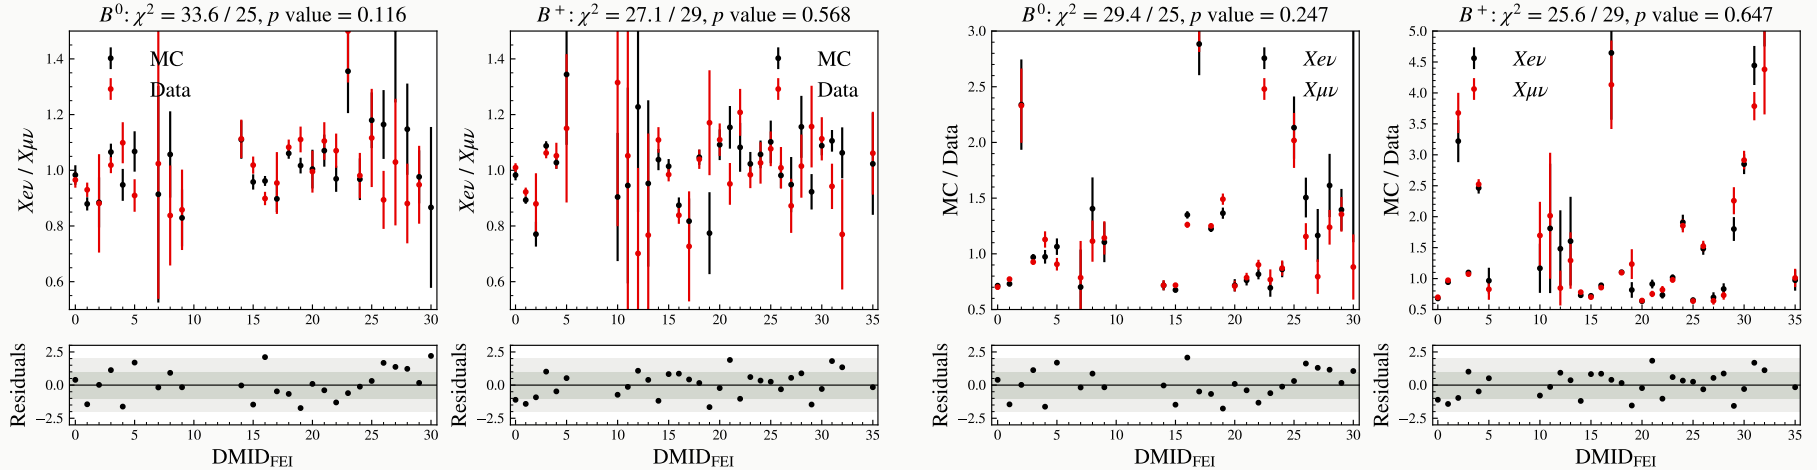 B⁰: χ² = 33.6 / 25, p value = 0.116
Xeν / Xμν
1.4
1.2
1.0
0.8
0.6
MC
Data
0 5 10 15 20 25 30
Residuals
2.5
0.0
−2.5
0 5 10 15 20 25 30
DMID_FEI
B⁺: χ² = 27.1 / 29, p value = 0.568
Xeν / Xμν
1.4
1.2
1.0
0.8
0.6
MC
Data
0 5 10 15 20 25 30 35
Residuals
2.5
0.0
−2.5
0 5 10 15 20 25 30 35
DMID_FEI
B⁰: χ² = 29.4 / 25, p value = 0.247
MC / Data
3.0
2.5
2.0
1.5
1.0
0.5
Xeν
Xμν
0 5 10 15 20 25 30
Residuals
2.5
0.0
−2.5
0 5 10 15 20 25 30
DMID_FEI
B⁺: χ² = 25.6 / 29, p value = 0.647
MC / Data
5.0
4.5
4.0
3.5
3.0
2.5
2.0
1.5
1.0
0.5
Xeν
Xμν
0 5 10 15 20 25 30 35
Residuals
2.5
0.0
−2.5
0 5 10 15 20 25 30 35
DMID_FEI